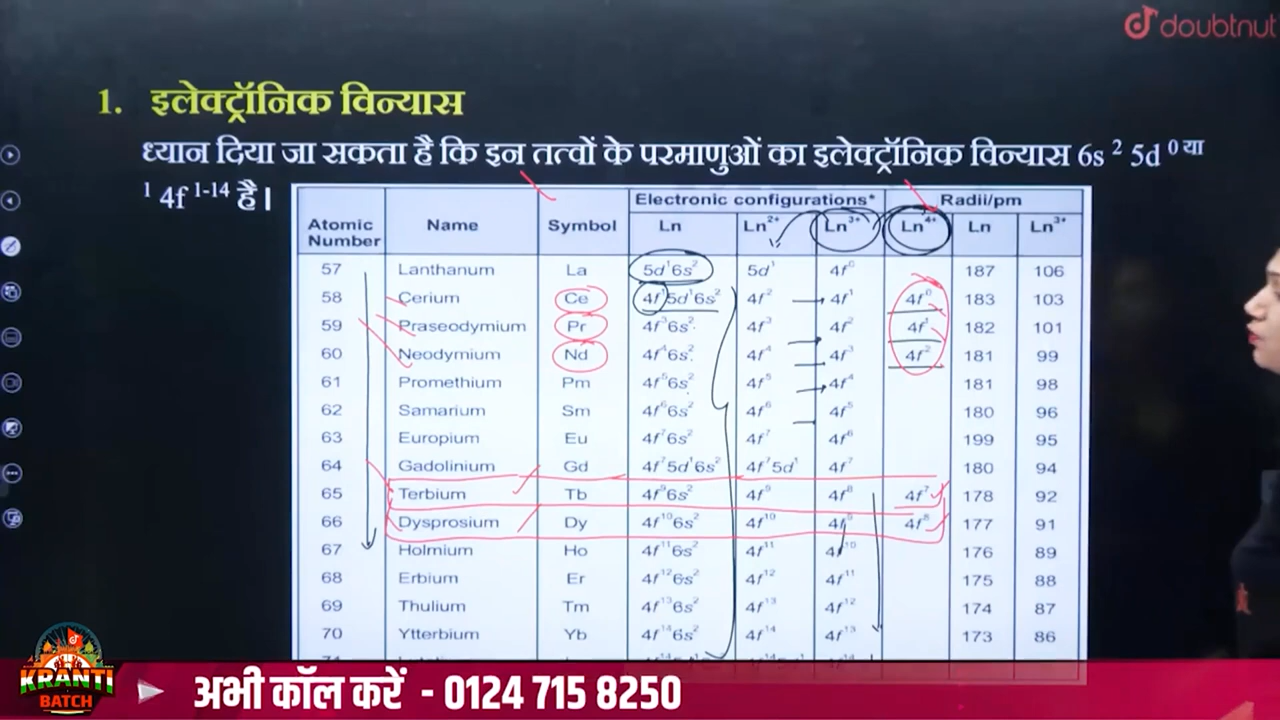 doubtnut
1. इलेक्ट्रॉनिक विन्यास
ध्यान दिया जा सकता है कि इन तत्वों के परमाणुओं का इलेक्ट्रॉनिक विन्यास 6s ² 5d ⁰ या
¹ 4f ¹⁻¹⁴ है।
Electronic configurations* Radii/pm
Atomic Number Name Symbol Ln Ln²⁺ Ln³⁺ Ln⁴⁺ Ln Ln³⁺
57 Lanthanum La 5d¹6s² 5d¹ 4f⁰ 187 106
58 Cerium Ce 4f¹5d¹6s² 4f² 4f¹ 4f⁰ 183 103
59 Praseodymium Pr 4f³6s² 4f³ 4f² 4f¹ 182 101
60 Neodymium Nd 4f⁴6s² 4f⁴ 4f³ 4f² 181 99
61 Promethium Pm 4f⁵6s² 4f⁵ 4f⁴ 181 98
62 Samarium Sm 4f⁶6s² 4f⁶ 4f⁵ 180 96
63 Europium Eu 4f⁷6s² 4f⁷ 4f⁶ 199 95
64 Gadolinium Gd 4f⁷5d¹6s² 4f⁷5d¹ 4f⁷ 180 94
65 Terbium Tb 4f⁹6s² 4f⁹ 4f⁸ 4f⁷ 178 92
66 Dysprosium Dy 4f¹⁰6s² 4f¹⁰ 4f⁹ 4f⁸ 177 91
67 Holmium Ho 4f¹¹6s² 4f¹¹ 4f¹⁰ 176 89
68 Erbium Er 4f¹²6s² 4f¹² 4f¹¹ 175 88
69 Thulium Tm 4f¹³6s² 4f¹³ 4f¹² 174 87
70 Ytterbium Yb 4f¹⁴6s² 4f¹⁴ 4f¹³ 173 86
KRANTI
BATCH
अभी कॉल करें - 0124 715 8250